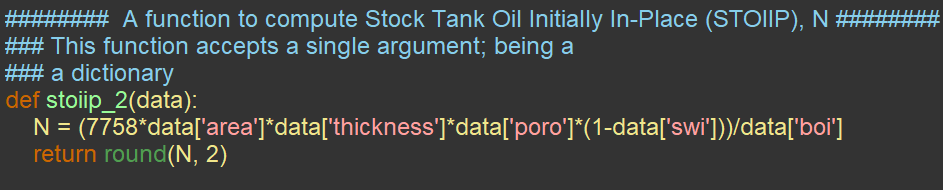 ########  A function to compute Stock Tank Oil Initially In-Place (STOIIP), N ########
### This function accepts a single argument; being a
### a dictionary
def stoiip_2(data):
    N = (7758*data['area']*data['thickness']*data['poro']*(1-data['swi']))/data['boi']
    return round(N, 2)